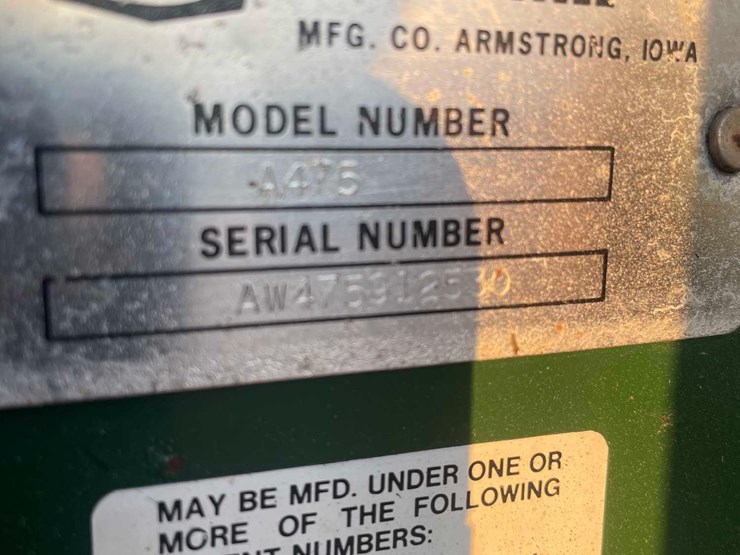 MFG. CO. ARMSTRONG, IOWA
MODEL NUMBER
A475
SERIAL NUMBER
MAY BE MFD. UNDER ONE OR
MORE OF THE FOLLOWING
NUMBERS: